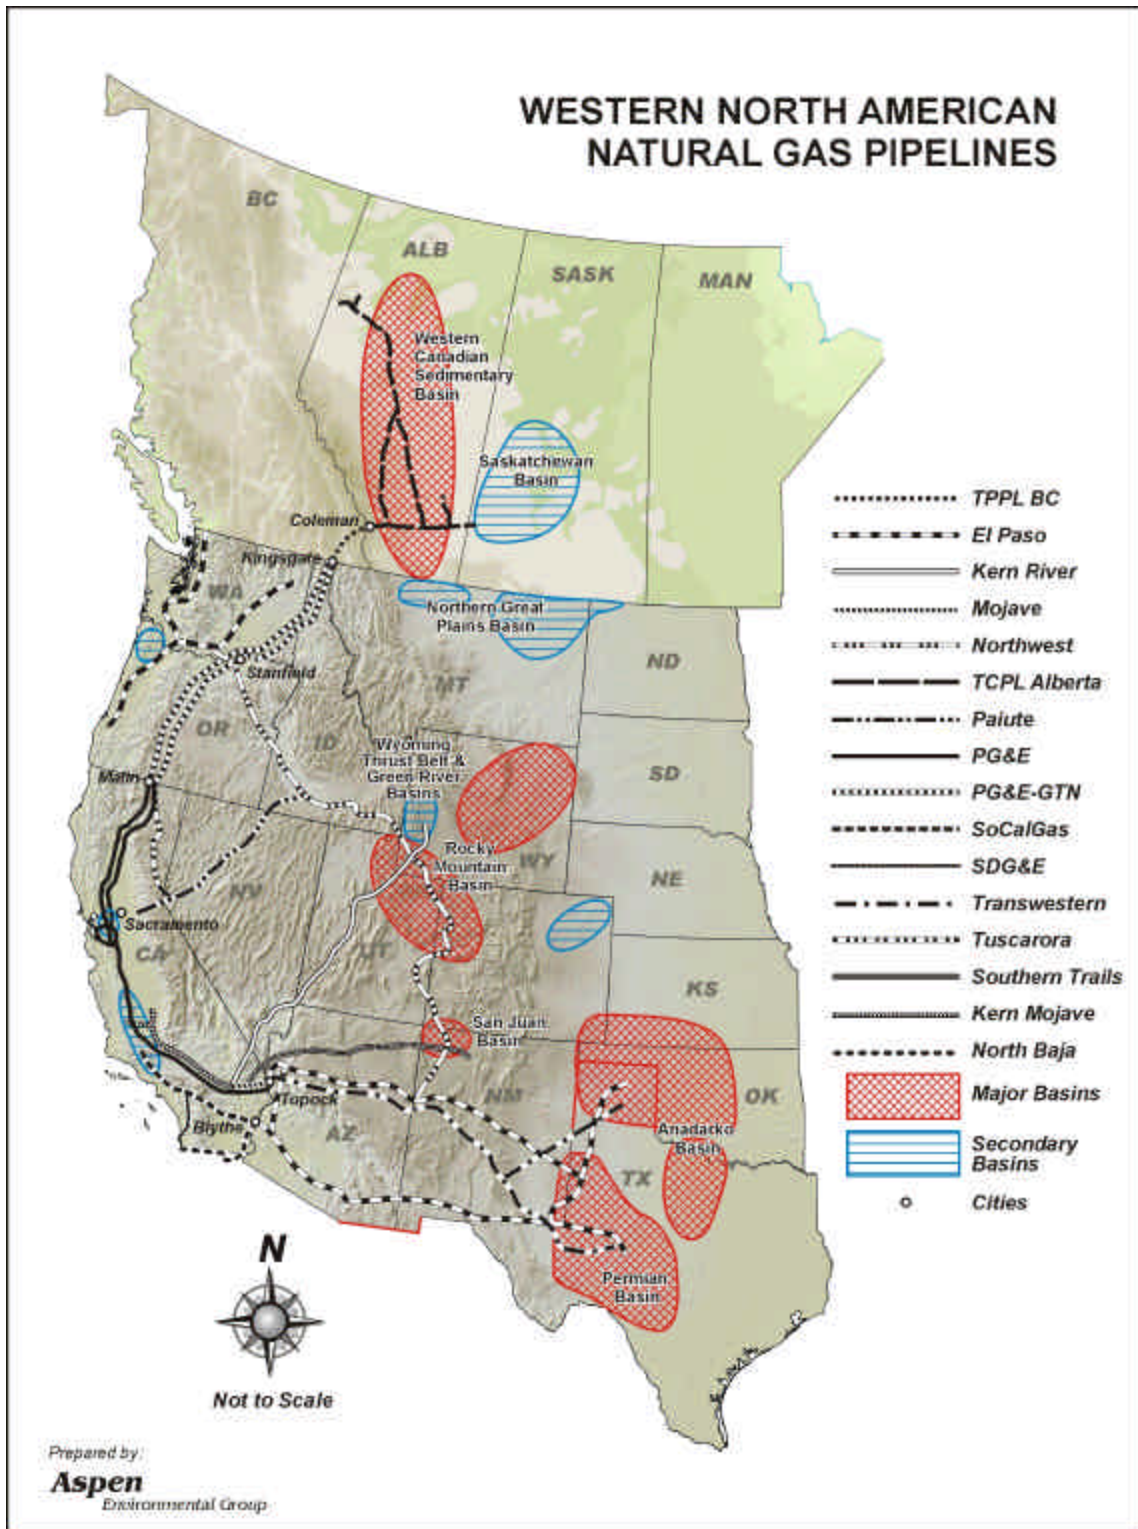 WESTERN NORTH AMERICAN
NATURAL GAS PIPELINES
BC
ALB
SASK
MAN
Western
Canadian
Sedimentary
Basin
Saskatchewan
Basin
Coleman
Kingsgate
WA
Northern Great
Plains Basin
Stanfield
MT
ND
OR
ID
Wyoming
Thrust Belt &
Green River
Basins
SD
Malin
Rocky
Mountain
Basin
WY
NE
NV
Sacramento
CA
UT
KS
San Juan
Basin
Topock
NM
OK
Blythe
AZ
Anadarko
Basin
TX
Permian
Basin
TPPL BC
El Paso
Kern River
Mojave
Northwest
TCPL Alberta
Paiute
PG&E
PG&E-GTN
SoCalGas
SDG&E
Transwestern
Tuscarora
Southern Trails
Kern Mojave
North Baja
Major Basins
Secondary
Basins
Cities
N
Not to Scale
Prepared by:
Aspen
Environmental Group